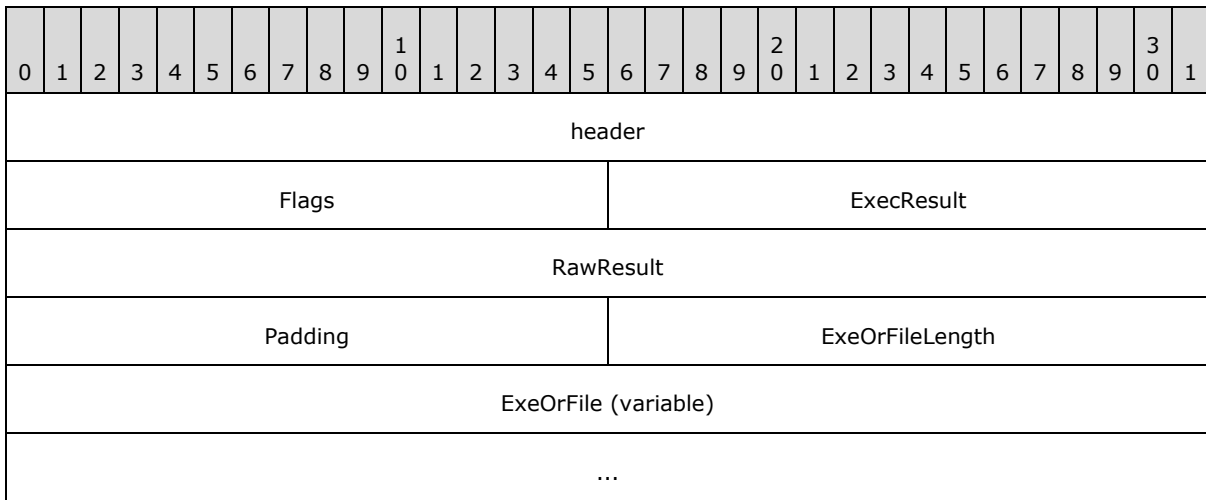 0 1 2 3 4 5 6 7 8 9 1 0 1 2 3 4 5 6 7 8 9 2 0 1 2 3 4 5 6 7 8 9 3 0 1
header
Flags ExecResult
RawResult
Padding ExeOrFileLength
ExeOrFile (variable)
...